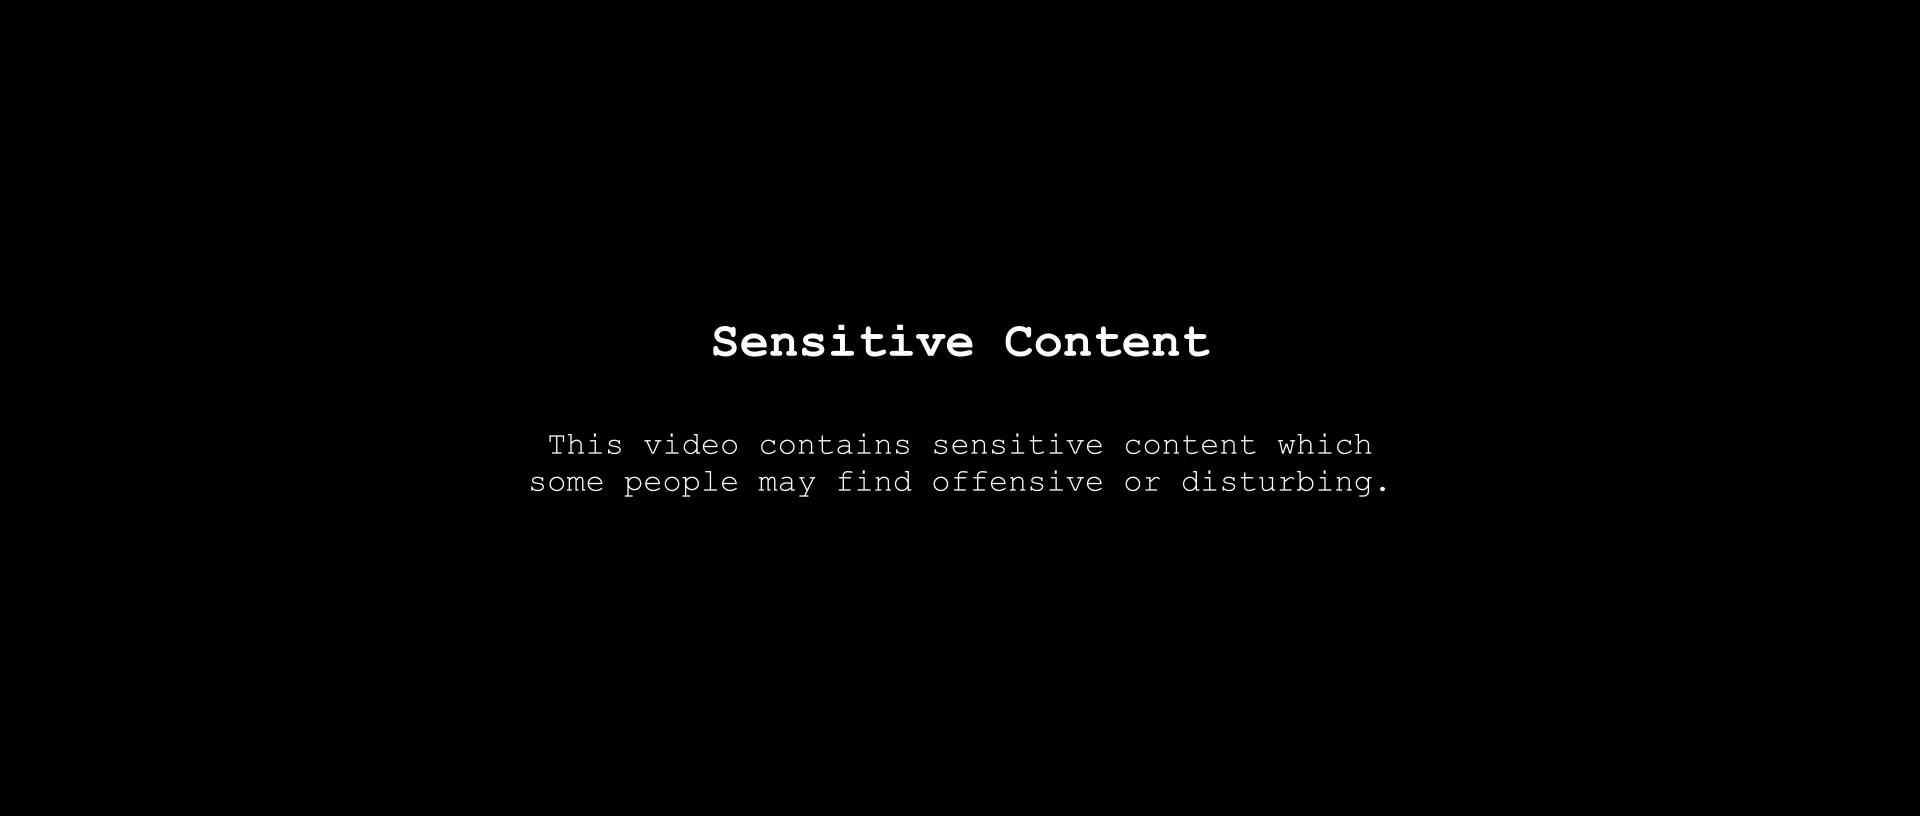 Sensitive Content
This video contains sensitive content which
some people may find offensive or disturbing.